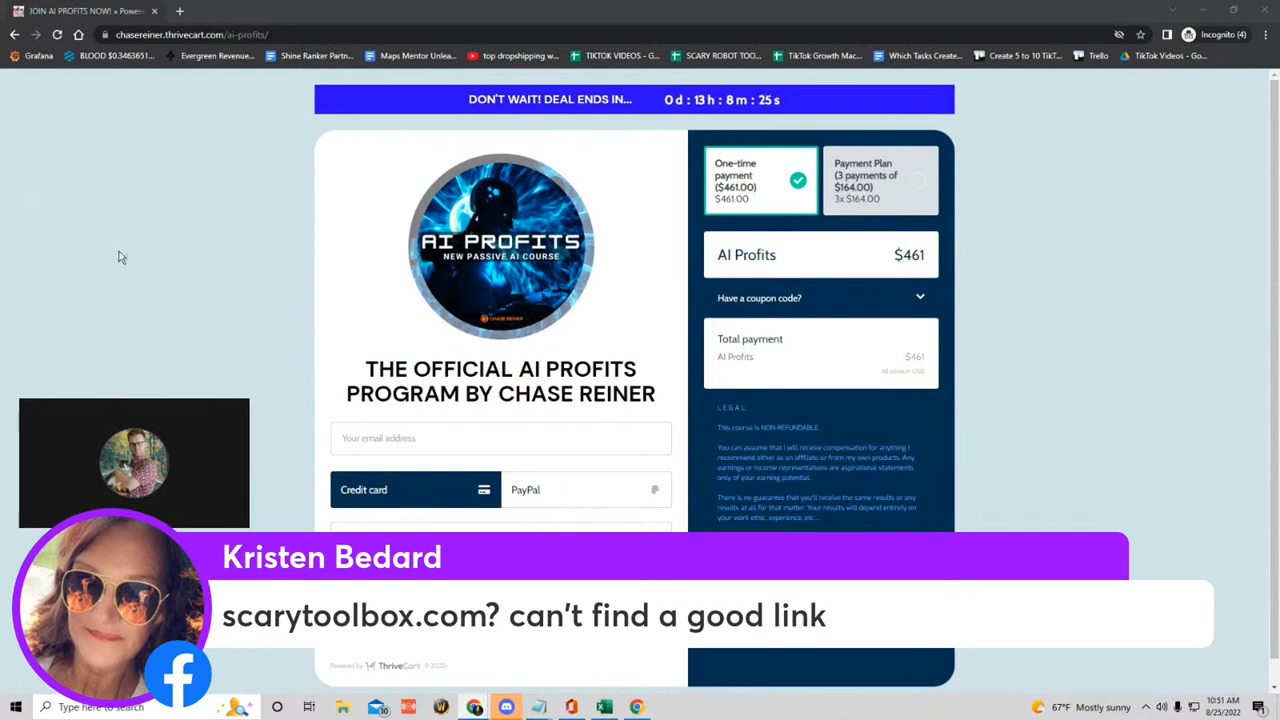 JOIN AI PROFITS NOW! • Powere
chasereiner.thrivecart.com/ai-profits/
Incognito (4)
Grafana
BLOOD $0.3463651...
Evergreen Revenue...
Shine Ranker Projec...
Maps Mentor Unlea...
top dropshipping w...
TIKTOK VIDEOS - G...
SCARY ROBOT TOO...
TikTok Growth Mac...
Which Tasks Create...
Create 5 to 10 TikT...
Trello
TikTok Videos - Go...
DON'T WAIT! DEAL ENDS IN... 0d : 13h : 8m : 25s
AI PROFITS
NEW PASSIVE AI COURSE
CHASE REINER
THE OFFICIAL AI PROFITS
PROGRAM BY CHASE REINER
Your email address
Credit card
PayPal
One-time
payment
($461.00)
$461.00
Payment Plan
(3 payments of
$164.00)
3x $164.00
AI Profits $461
Have a coupon code?
Total payment
AI Profits $461
All prices in USD
LEGAL:
This course is NON-REFUNDABLE.
You can assume that I will receive compensation for anything I
recommend either as an affiliate or from my own products. Any
earnings or income representations are aspirational statements
only of your earning potential.
There is no guarantee that you'll receive the same results or any
results at all for that matter. Your results will depend entirely on
your work ethic, experience, etc....
Kristen Bedard
scarytoolbox.com? can't find a good link
Powered by ThriveCart © 2022
Type here to search
10
67°F Mostly sunny
10:51 AM
8/25/2022